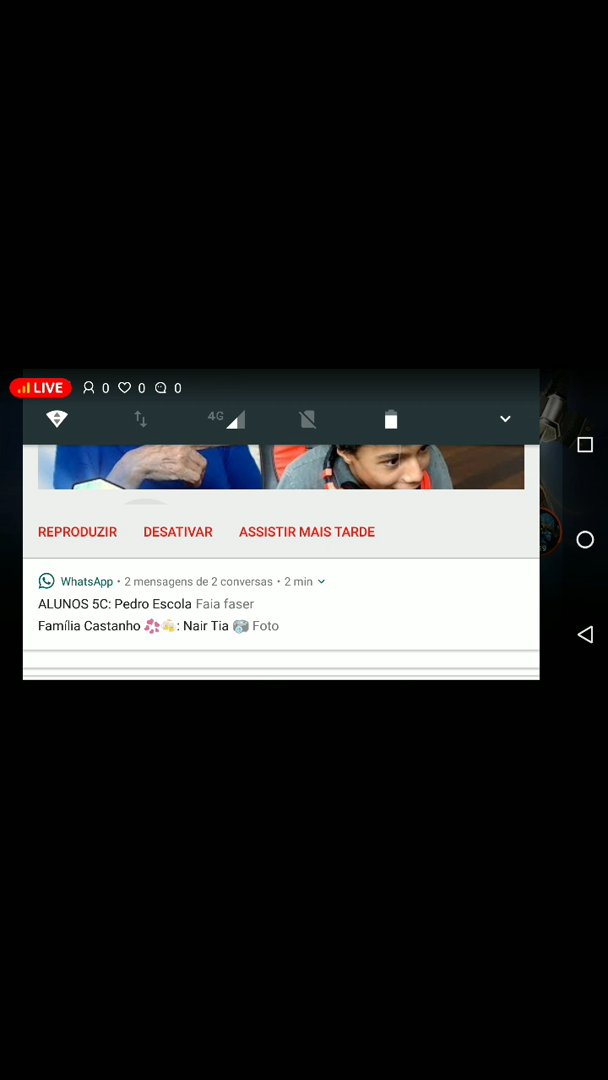 LIVE 0 0 0
4G
REPRODUZIR DESATIVAR ASSISTIR MAIS TARDE
WhatsApp • 2 mensagens de 2 conversas • 2 min
ALUNOS 5C: Pedro Escola Faia faser
Família Castanho 💞👨‍👩‍👧: Nair Tia 📷 Foto